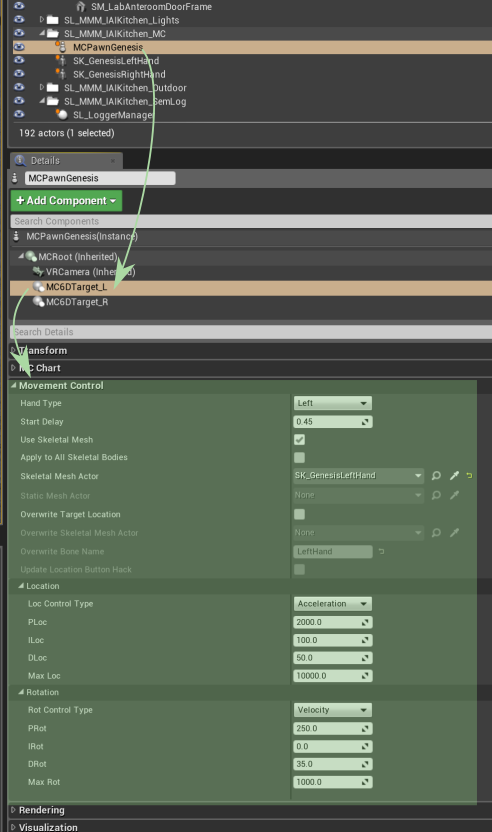 SM_LabAnteroomDoorFrame
SL_MMM_IAIKitchen_Lights
SL_MMM_IAIKitchen_MC
MCPawnGenesis
SK_GenesisLeftHand
SK_GenesisRightHand
SL_MMM_IAIKitchen_Outdoor
SL_MMM_IAIKitchen_SemLog
SL_LoggerManager
192 actors (1 selected)
Details
MCPawnGenesis
+ Add Component
Search Components
MCPawnGenesis(Instance)
MCRoot (Inherited)
VRCamera (Inherited)
MC6DTarget_L
MC6DTarget_R
Search Details
Transform
MC Chart
Movement Control
Hand Type Left
Start Delay 0.45
Use Skeletal Mesh
Apply to All Skeletal Bodies
Skeletal Mesh Actor SK_GenesisLeftHand
Static Mesh Actor None
Overwrite Target Location
Overwrite Skeletal Mesh Actor None
Overwrite Bone Name LeftHand
Update Location Button Hack
Location
Loc Control Type Acceleration
PLoc 2000.0
ILoc 100.0
DLoc 50.0
Max Loc 10000.0
Rotation
Rot Control Type Velocity
PRot 250.0
IRot 0.0
DRot 35.0
Max Rot 1000.0
Rendering
Visualization